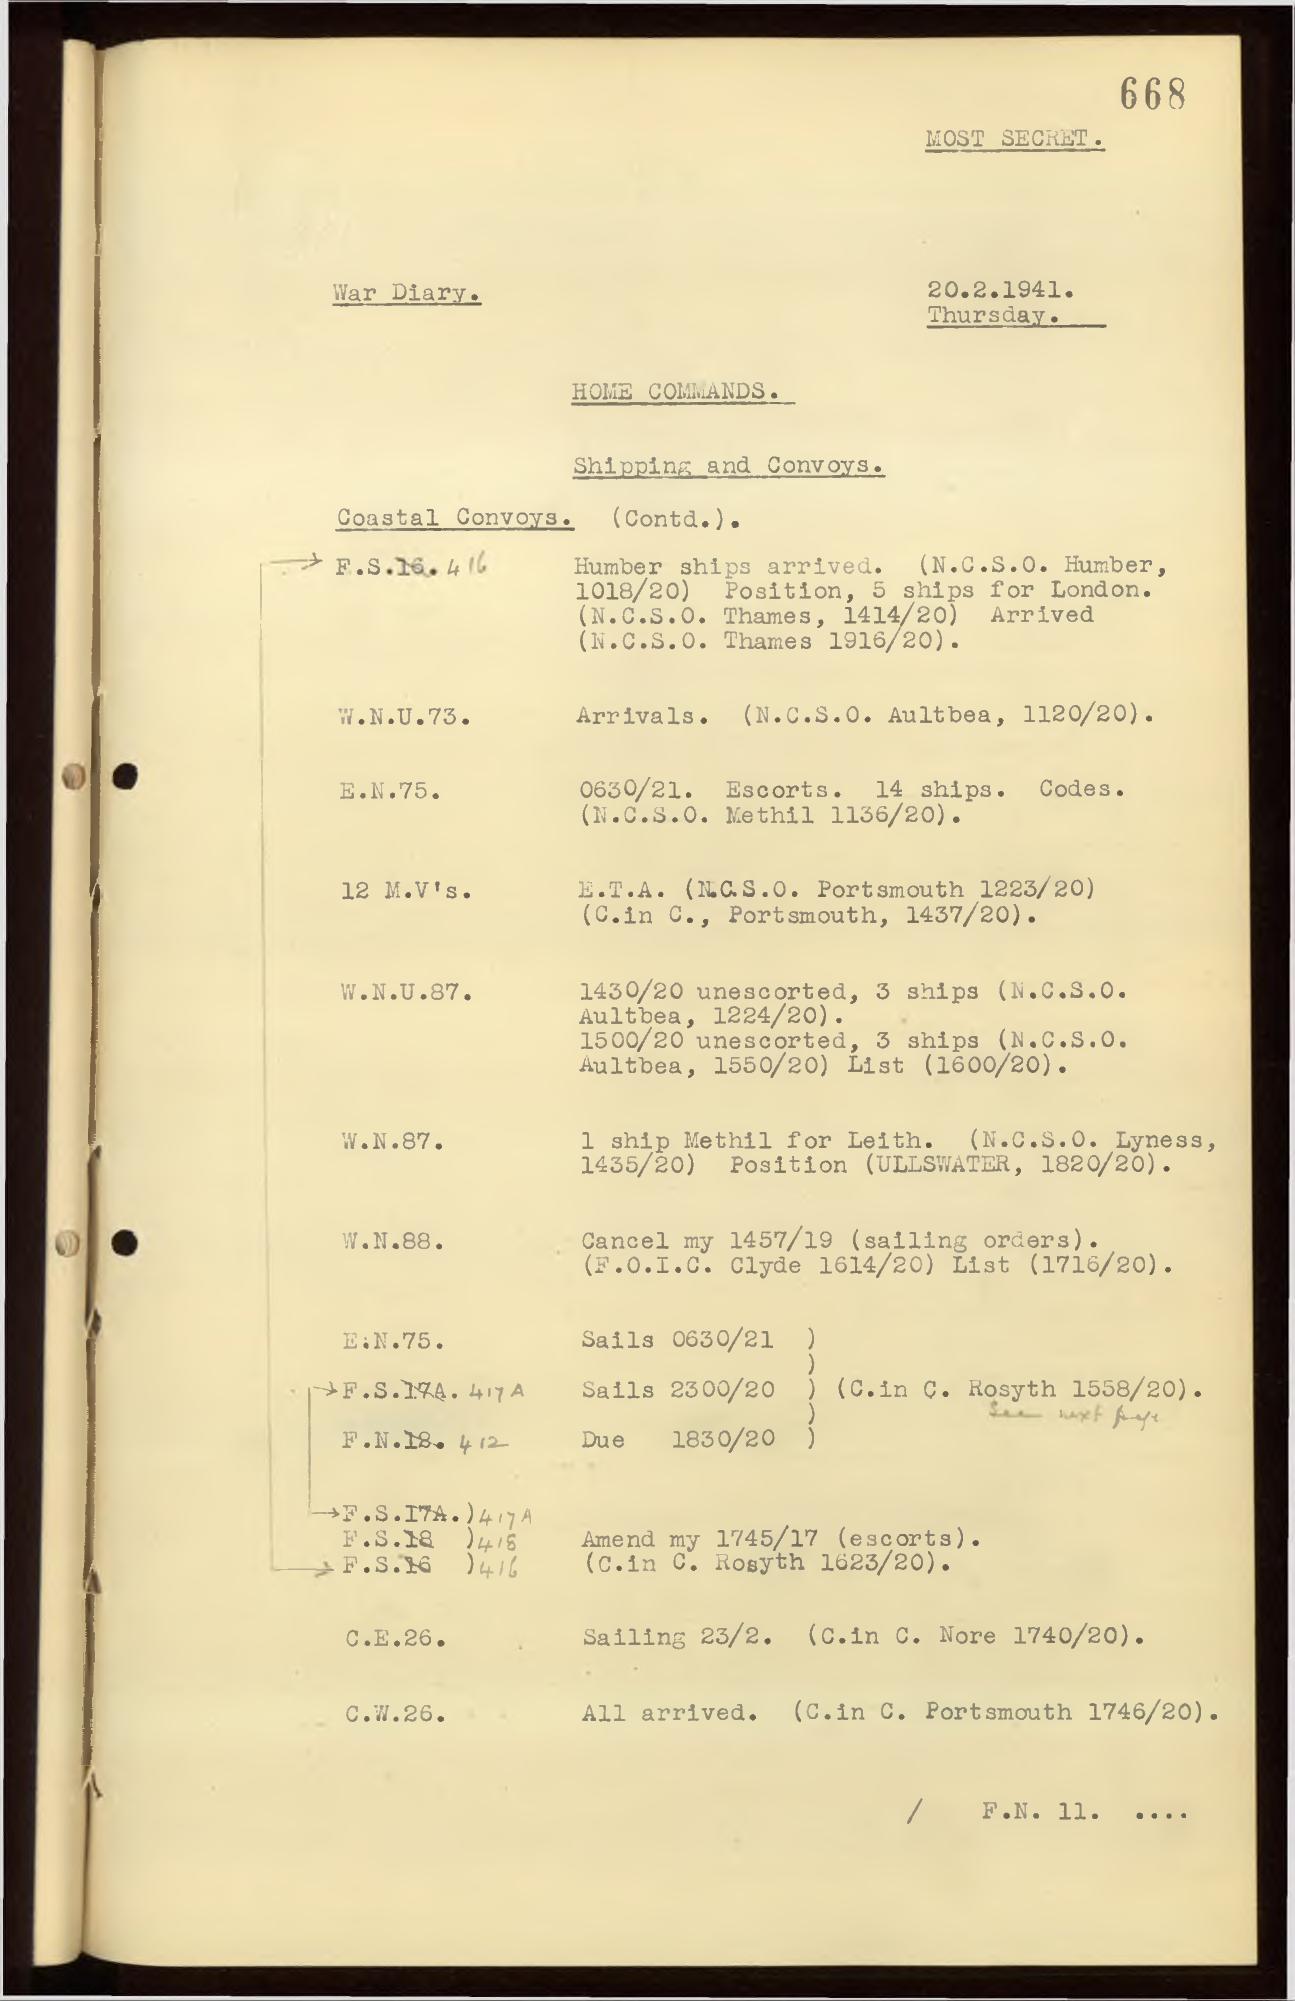 668
MOST SECRET.
War Diary. 20.2.1941.
Thursday.
HOME COMMANDS.
Shipping and Convoys.
Coastal Convoys. (Contd.).
F.S.16. 416 Humber ships arrived. (N.C.S.O. Humber,
1018/20) Position, 5 ships for London.
(N.C.S.O. Thames, 1414/20) Arrived
(N.C.S.O. Thames 1916/20).
W.N.U.73. Arrivals. (N.C.S.O. Aultbea, 1120/20).
E.N.75. 0630/21. Escorts. 14 ships. Codes.
(N.C.S.O. Methil 1136/20).
12 M.V's. E.T.A. (N.C.S.O. Portsmouth 1223/20)
(C.in C., Portsmouth, 1437/20).
W.N.U.87. 1430/20 unescorted, 3 ships (N.C.S.O.
Aultbea, 1224/20).
1500/20 unescorted, 3 ships (N.C.S.O.
Aultbea, 1550/20) List (1600/20).
W.N.87. 1 ship Methil for Leith. (N.C.S.O. Lyness,
1435/20) Position (ULLSWATER, 1820/20).
W.N.88. Cancel my 1457/19 (sailing orders).
(F.O.I.C. Clyde 1614/20) List (1716/20).
E.N.75. Sails 0630/21 )
)
F.S.17A. 417A Sails 2300/20 ) (C.in C. Rosyth 1558/20).
) See next page
F.N.18. 412 Due 1830/20 )
F.S.17A.) 417A
F.S.18 ) 418 Amend my 1745/17 (escorts).
F.S.16 ) 416 (C.in C. Rosyth 1623/20).
C.E.26. Sailing 23/2. (C.in C. Nore 1740/20).
C.W.26. All arrived. (C.in C. Portsmouth 1746/20).
/ F.N. 11. ....